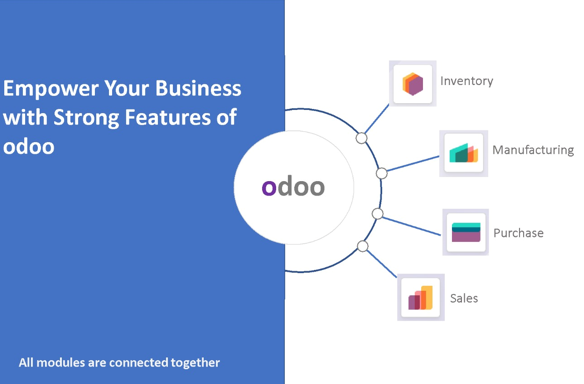 Empower Your Business
with Strong Features of
odoo
odoo
Inventory
Manufacturing
Purchase
Sales
All modules are connected together